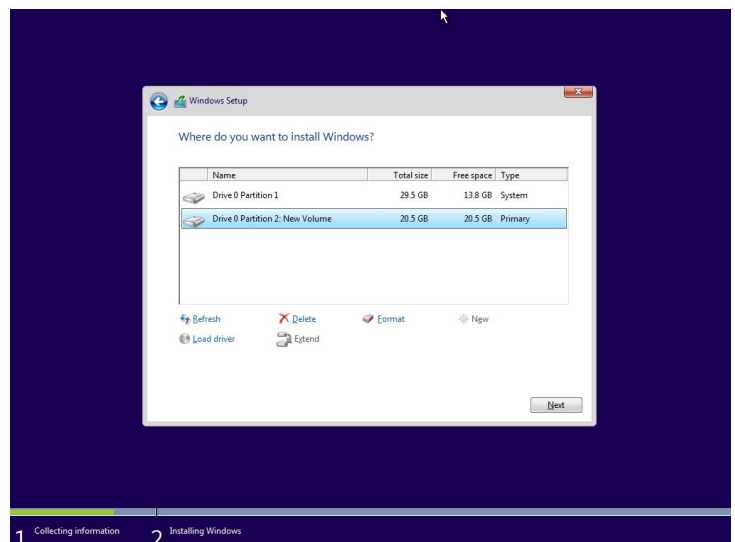 Windows Setup
Where do you want to install Windows?
Name Total size Free space Type
Drive 0 Partition 1 29.5 GB 13.8 GB System
Drive 0 Partition 2: New Volume 20.5 GB 20.5 GB Primary
Refresh Delete Format New
Load driver Extend
Next
1 Collecting information 2 Installing Windows